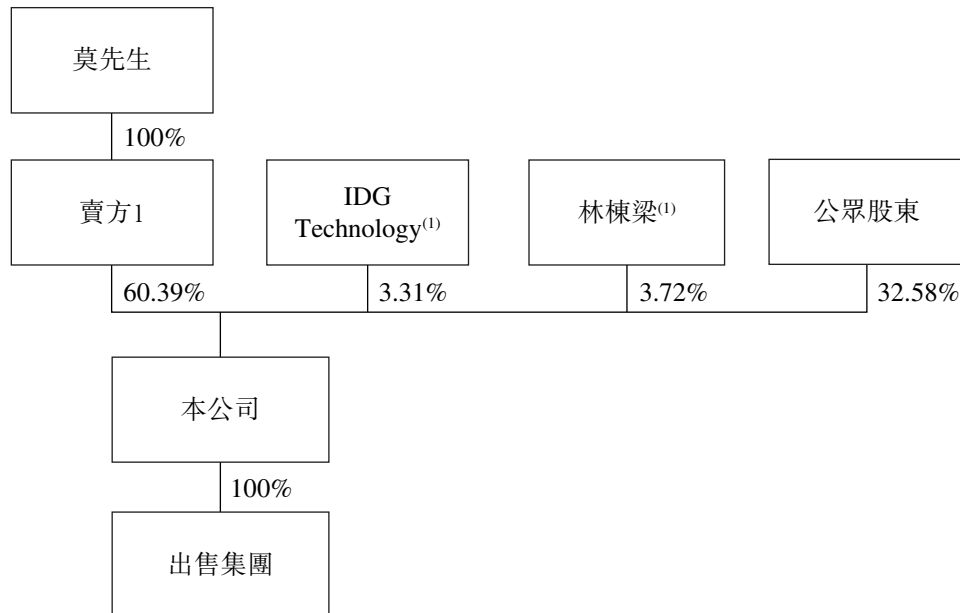 莫先生
100%
賣方1
IDG
Technology(1)
林棟梁(1)
公眾股東
60.39%
3.31%
3.72%
32.58%
本公司
100%
出售集團